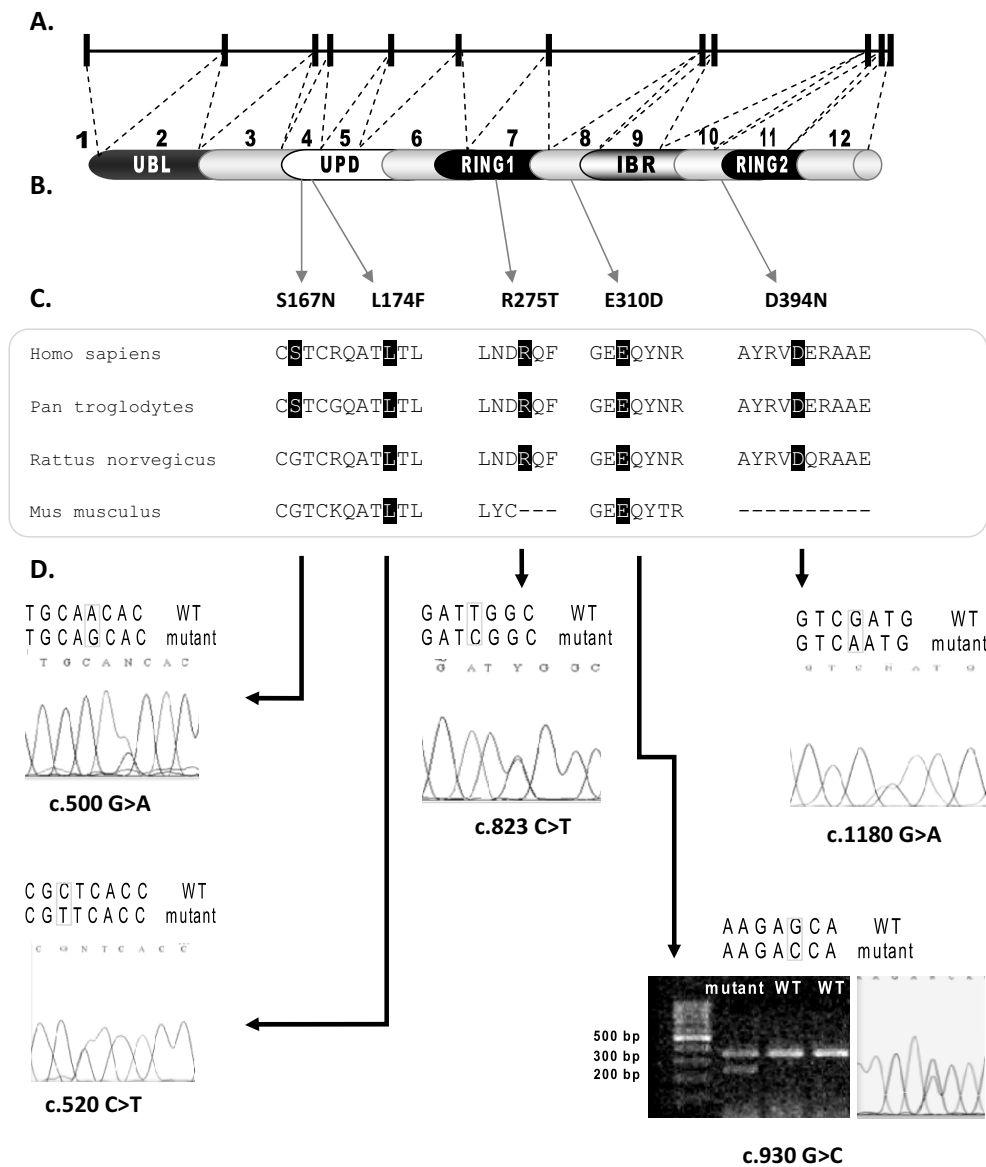 A.
1 2 3 4 5 6 7 8 9 10 11 12
UBL UPD RING1 IBR RING2
B.
C.
S167N L174F R275T E310D D394N
Homo sapiens CSTCRQATLTL LNDRQF GEEQYNR AYRVDERAAE
Pan troglodytes CSTCGQATLTL LNDRQF GEEQYNR AYRVDERAAE
Rattus norvegicus CGTCRQATLTL LNDRQF GEEQYNR AYRVDQRAAE
Mus musculus CGTCKQATLTL LYC--- GEEQYTR ----------
D.
TGCAACAC WT
TGCAGCAC mutant
T G C A N C A C
c.500 G>A
GATTGGC WT
GATCGGC mutant
G A T Y G G C
c.823 C>T
GTCGATG WT
GTCAATG mutant
c.1180 G>A
CGCTCACC WT
CGTTCACC mutant
C G N T C A C C
c.520 C>T
AAGAGCA WT
AAGACCA mutant
mutant WT WT
500 bp
300 bp
200 bp
c.930 G>C